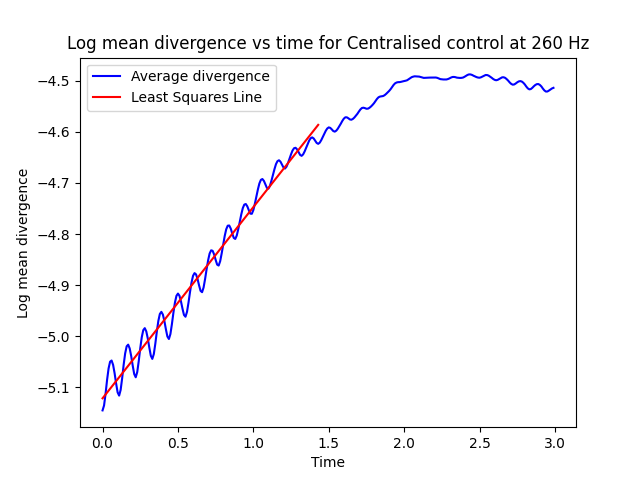 Log mean divergence vs time for Centralised control at 260 Hz
Average divergence
Least Squares Line
−4.5
−4.6
−4.7
−4.8
−4.9
−5.0
−5.1
Log mean divergence
0.0 0.5 1.0 1.5 2.0 2.5 3.0
Time